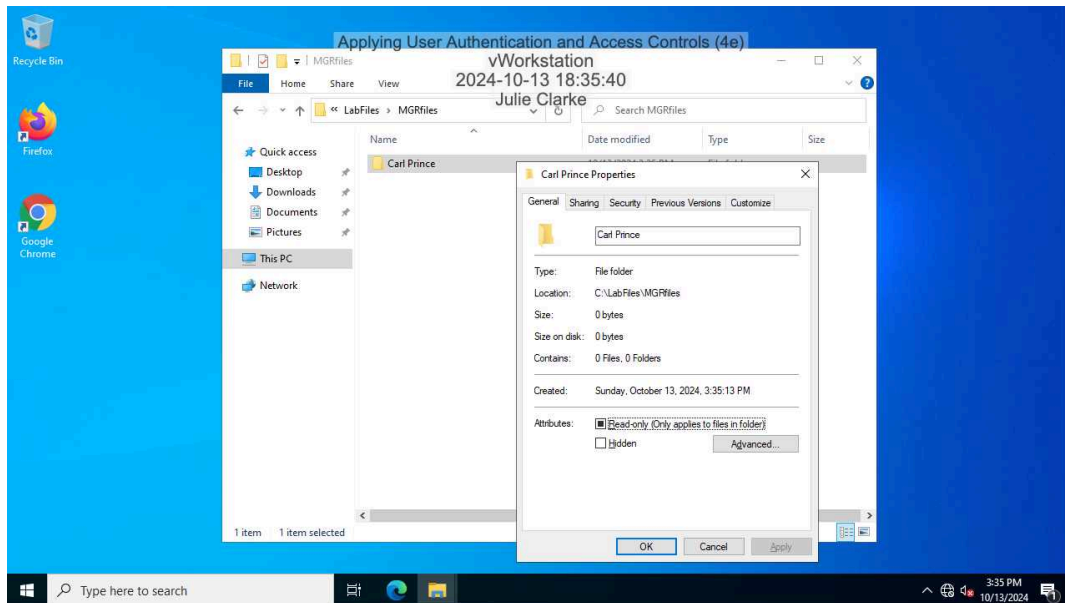 Recycle Bin
Firefox
Google
Chrome
Applying User Authentication and Access Controls (4e)
vWorkstation
2024-10-13 18:35:40
Julie Clarke
MGRfiles
File Home Share View
« LabFiles › MGRfiles
Search MGRfiles
Quick access
Desktop
Downloads
Documents
Pictures
This PC
Network
Name Date modified Type Size
Carl Prince
Carl Prince Properties
General Sharing Security Previous Versions Customize
Carl Prince
Type: File folder
Location: C:\LabFiles\MGRfiles
Size: 0 bytes
Size on disk: 0 bytes
Contains: 0 Files, 0 Folders
Created: Sunday, October 13, 2024, 3:35:13 PM
Attributes: Read-only (Only applies to files in folder)
Hidden
Advanced...
OK Cancel Apply
1 item 1 item selected
Type here to search
3:35 PM
10/13/2024